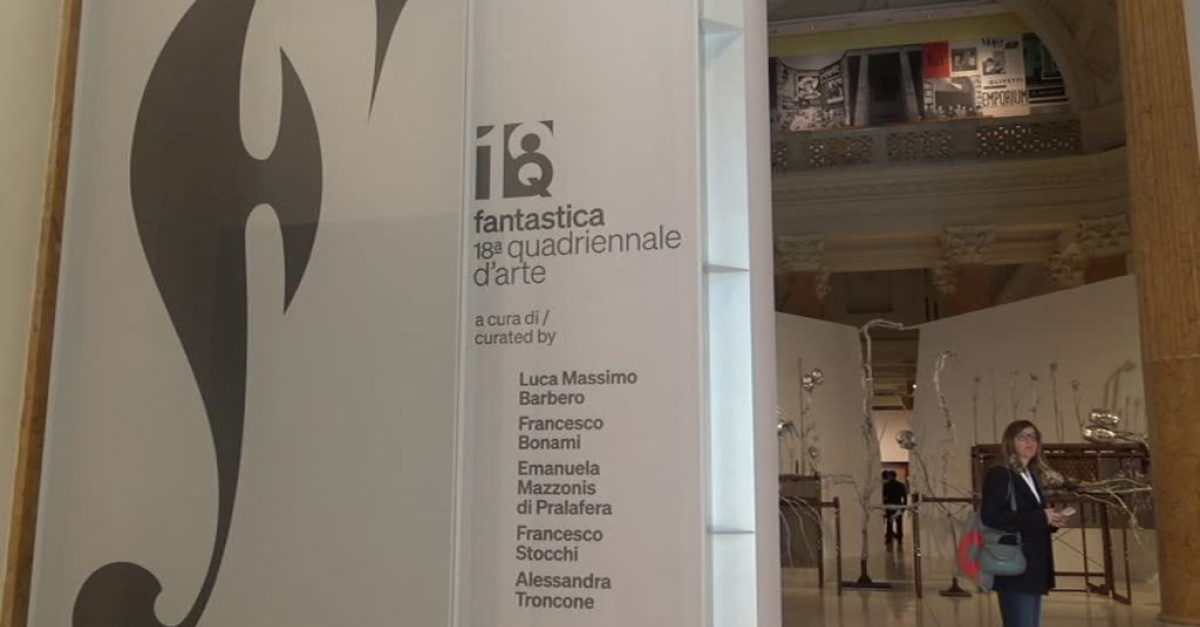 18Q
fantastica
18ª quadriennale
d'arte
a cura di /
curated by
Luca Massimo
Barbero
Francesco
Bonami
Emanuela
Mazzonis
di Pralafera
Francesco
Stocchi
Alessandra
Troncone
EMPORIUM